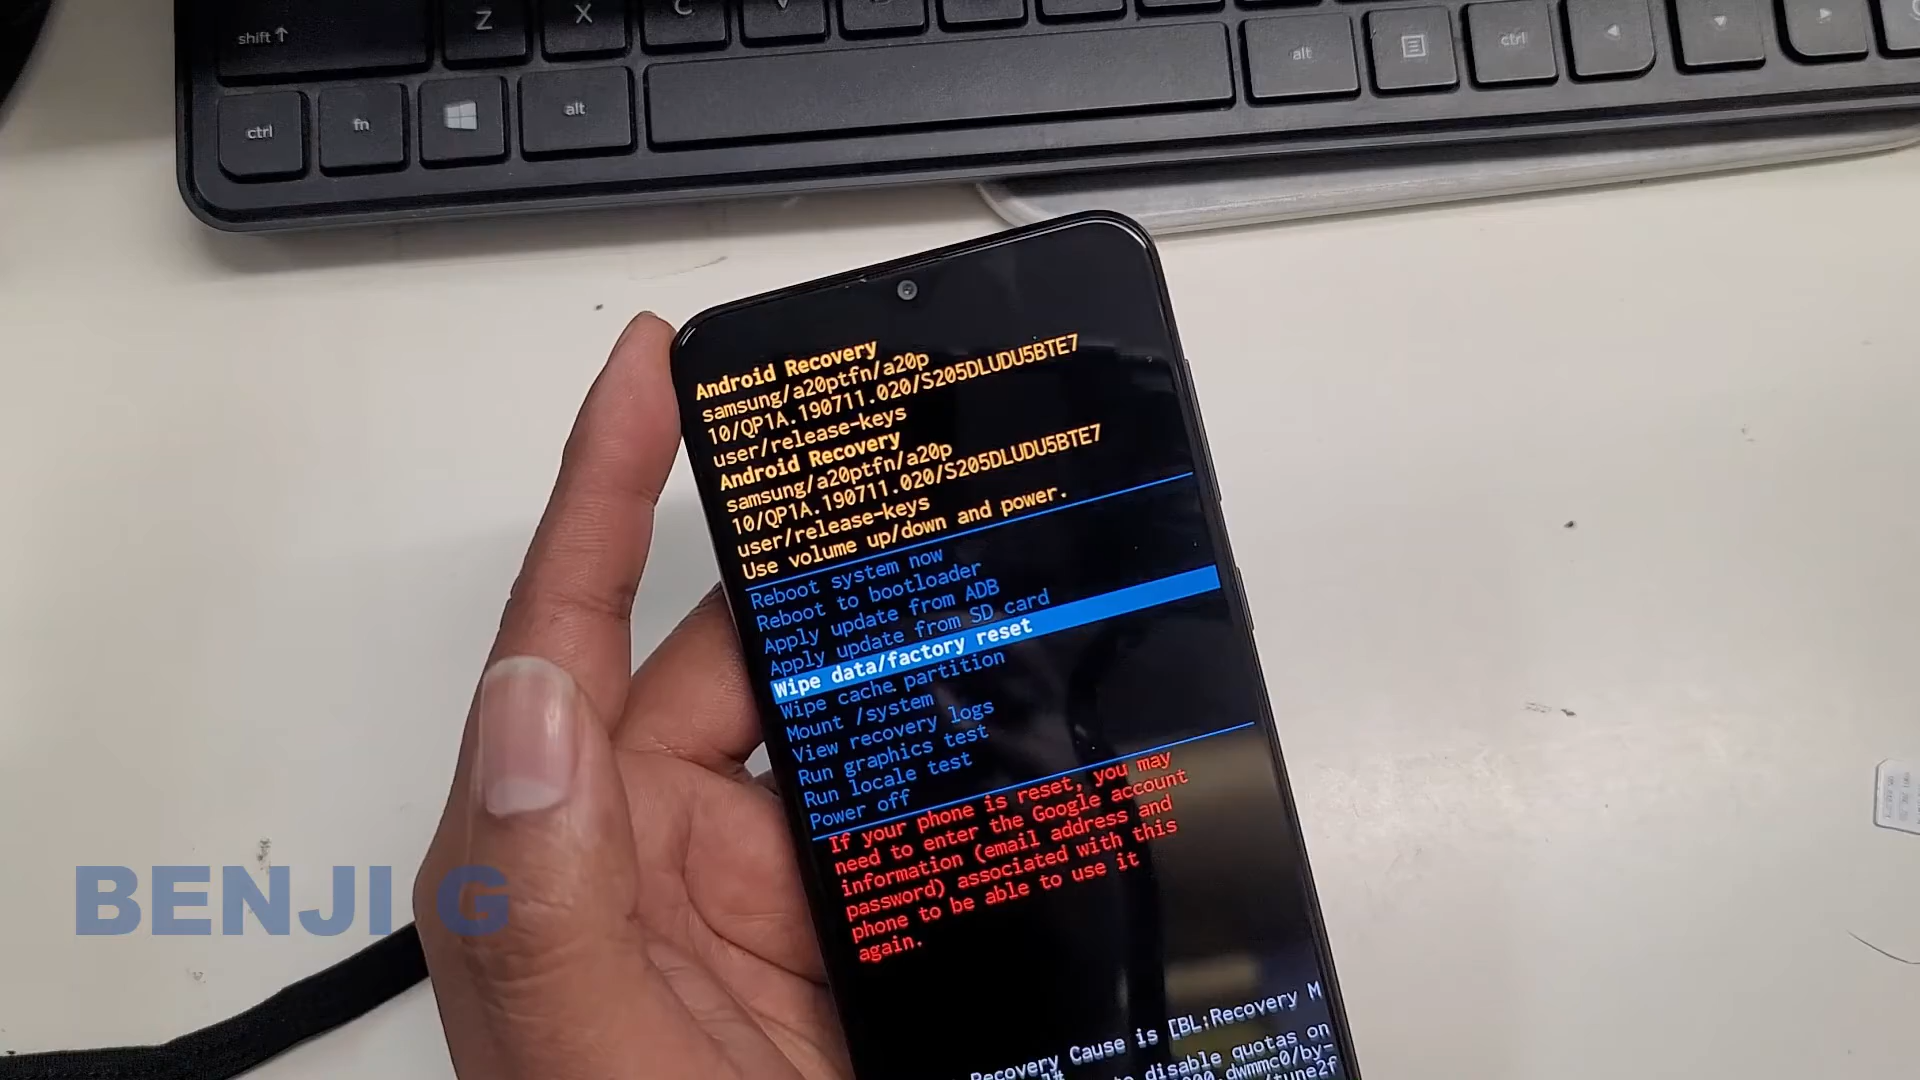 shift
Z
X
C
V
ctrl
fn
alt
alt
ctrl
Android Recovery
samsung/a20ptfn/a20p
10/QP1A.190711.020/S205DLUDU5BTE7
user/release-keys
Android Recovery
samsung/a20ptfn/a20p
10/QP1A.190711.020/S205DLUDU5BTE7
user/release-keys
Use volume up/down and power.
Reboot system now
Reboot to bootloader
Apply update from ADB
Apply update from SD card
Wipe data/factory reset
Wipe cache partition
Mount /system
View recovery logs
Run graphics test
Run locale test
Power off
If your phone is reset, you may
need to enter the Google account
information (email address and
password) associated with this
phone to be able to use it
again.
Recovery Cause is [BL:Recovery M
disable quotas on
dwmmc0/by-
/tune2f
BENJI G